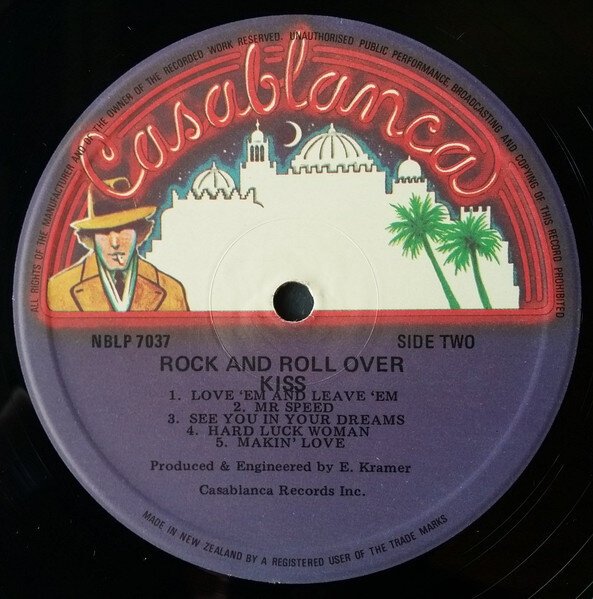 ALL RIGHTS OF THE MANUFACTURER AND OF THE OWNER OF THE RECORDED WORK RESERVED. UNAUTHORISED PUBLIC PERFORMANCE BROADCASTING AND COPYING OF THIS RECORD PROHIBITED
Casablanca
NBLP 7037 SIDE TWO
ROCK AND ROLL OVER
KISS
1. LOVE 'EM AND LEAVE 'EM
2. MR SPEED
3. SEE YOU IN YOUR DREAMS
4. HARD LUCK WOMAN
5. MAKIN' LOVE
Produced & Engineered by E. Kramer
Casablanca Records Inc.
MADE IN NEW ZEALAND BY A REGISTERED USER OF THE TRADE MARKS